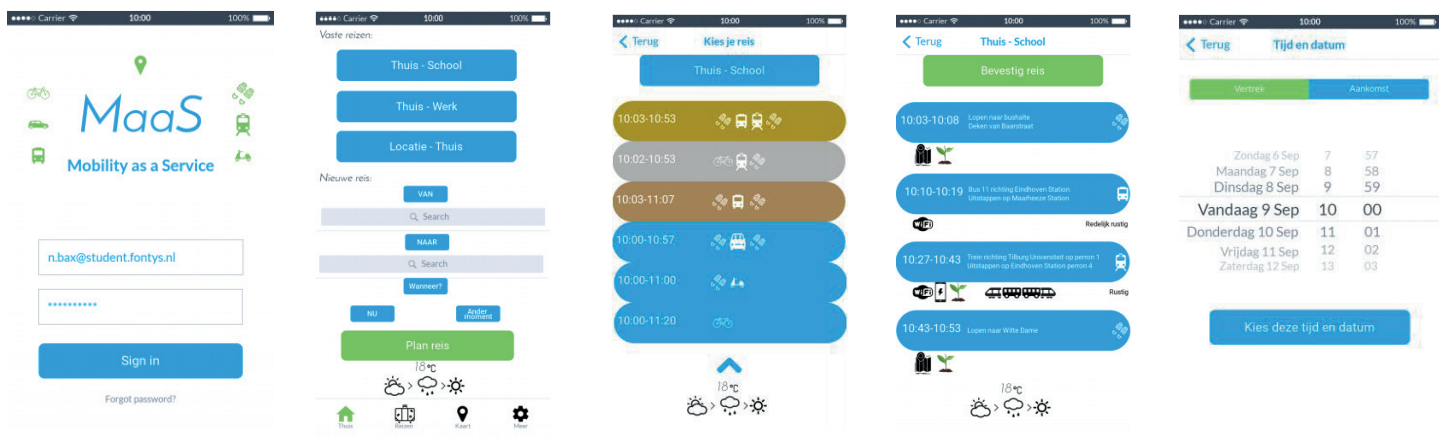 Carrier 10:00 100%
MaaS
Mobility as a Service
n.bax@student.fontys.nl
**********
Sign in
Forgot password?
Carrier 10:00 100%
Vaste reizen:
Thuis - School
Thuis - Werk
Locatie - Thuis
Nieuwe reis:
VAN
Search
NAAR
Search
Wanneer?
NU
Ander moment
Plan reis
18°C
Thuis Reizen Kaart Meer
Carrier 10:00 100%
Terug Kies je reis
Thuis - School
10:03-10:53
10:02-10:53
10:03-11:07
10:00-10:57
10:00-11:00
10:00-11:20
18°C
Carrier 10:00 100%
Terug Thuis - School
Bevestig reis
10:03-10:08 Lopen naar bushalte
Deken van Baarstraat
10:10-10:19 Bus 11 richting Eindhoven Station
Uitstappen op Maarheeze Station
WiFi Redelijk rustig
10:27-10:43 Trein richting Tilburg Universiteit op perron 1
Uitstappen op Eindhoven Station perron 4
WiFi Rustig
10:43-10:53 Lopen naar Witte Dame
18°C
Carrier 10:00 100%
Terug Tijd en datum
Vertrek Aankomst
Zondag 6 Sep 7 57
Maandag 7 Sep 8 58
Dinsdag 8 Sep 9 59
Vandaag 9 Sep 10 00
Donderdag 10 Sep 11 01
Vrijdag 11 Sep 12 02
Zaterdag 12 Sep 13 03
Kies deze tijd en datum